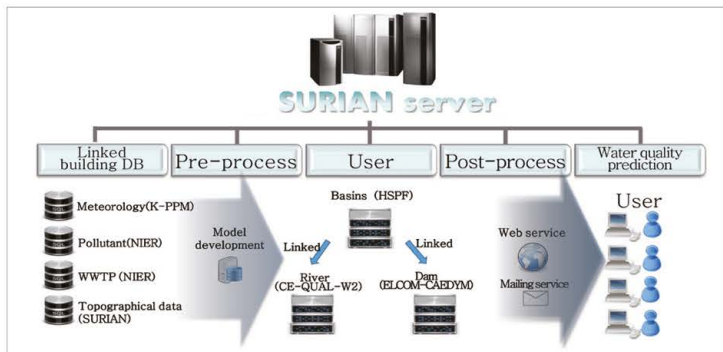 SURIAN server
Linked
building DB
Pre-process
User
Post-process
Water quality
prediction
Meteorology(K-PPM)
Pollutant(NIER)
WWTP (NIER)
Topographical data
(SURIAN)
Model
development
Basins (HSPF)
Linked
Linked
River
(CE-QUAL-W2)
Dam
(ELCOM-CAEDYM)
Web service
Mailing service
User